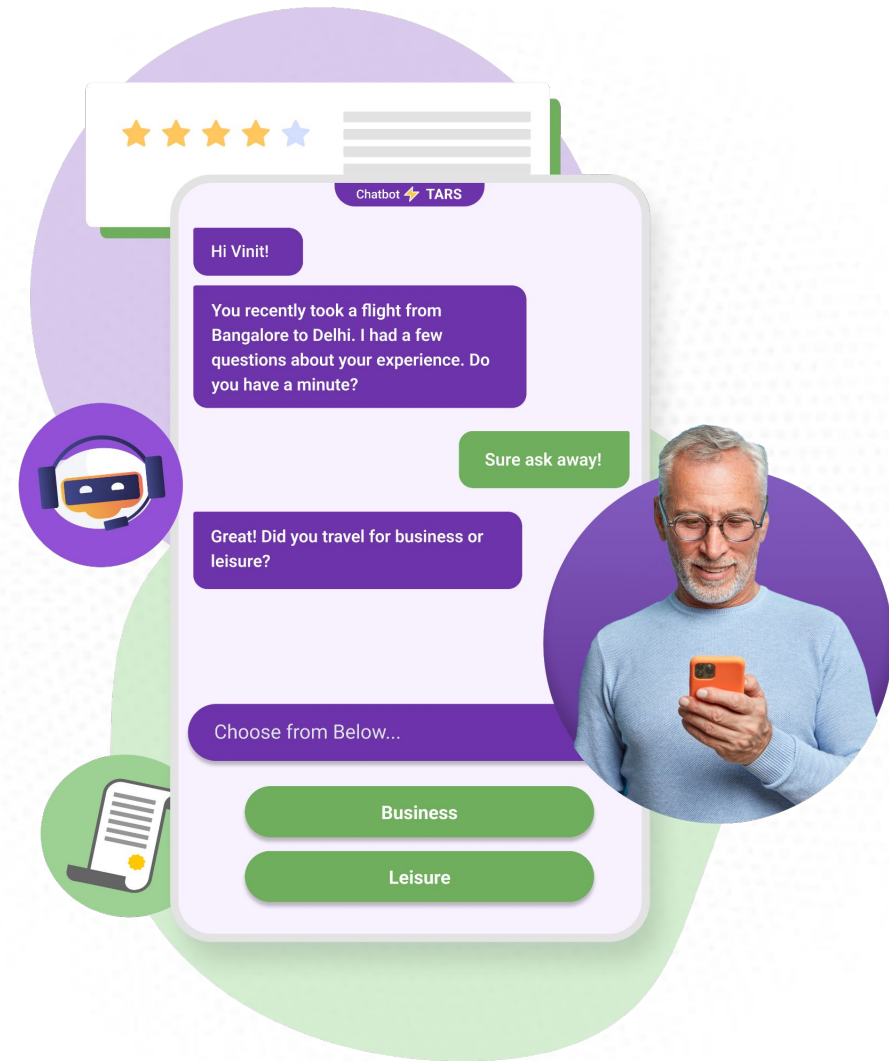 Chatbot ⚡ TARS
Hi Vinit!
You recently took a flight from
Bangalore to Delhi. I had a few
questions about your experience. Do
you have a minute?
Sure ask away!
Great! Did you travel for business or
leisure?
Choose from Below...
Business
Leisure